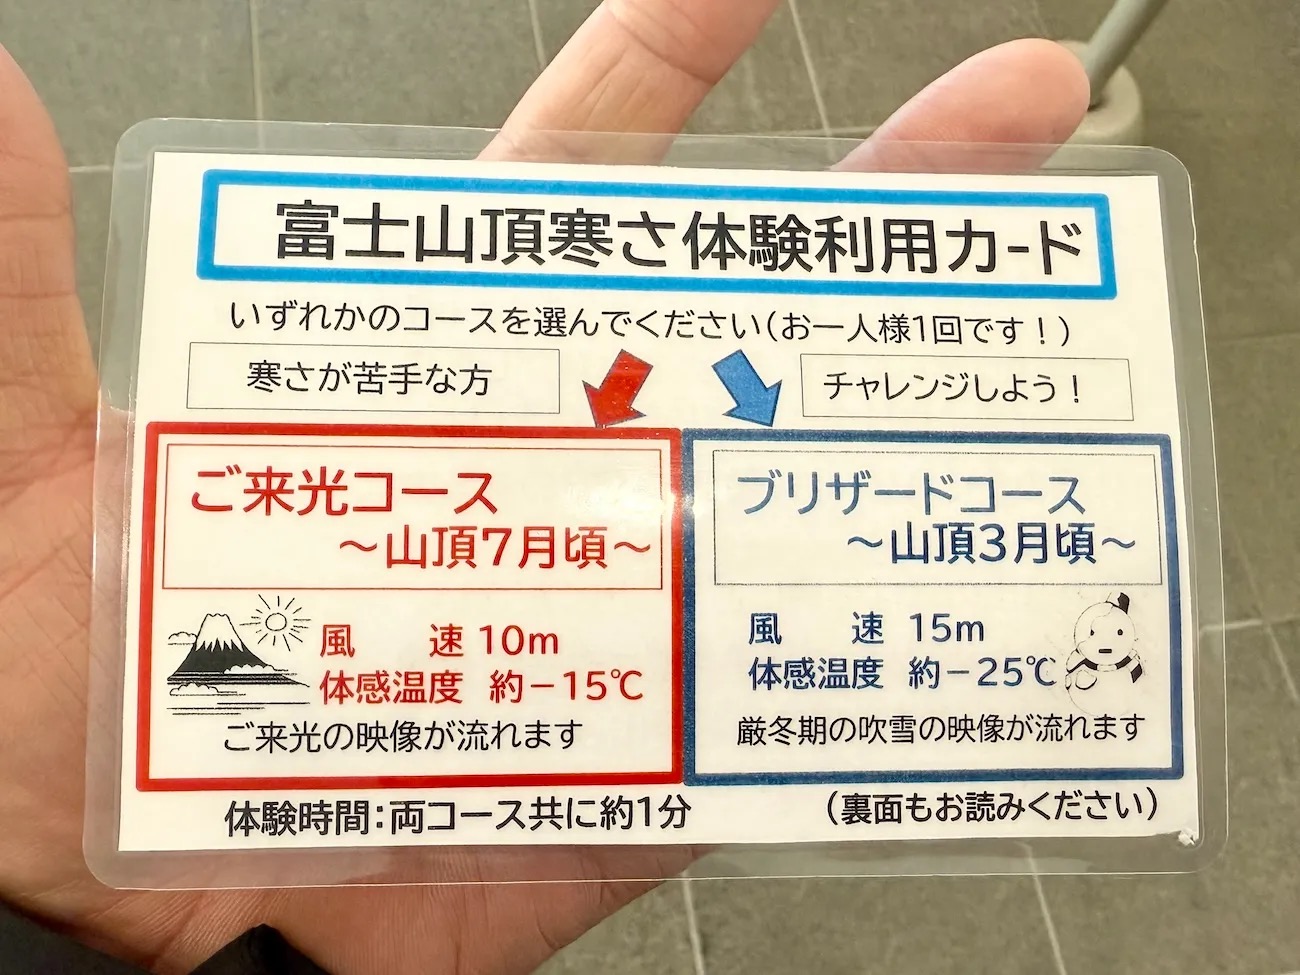 富士山頂寒さ体験利用カード
いずれかのコースを選んでください(お一人様1回です!)
寒さが苦手な方
チャレンジしよう!
ご来光コース
～山頂7月頃～
風 速 10m
体感温度 約-15℃
ご来光の映像が流れます
ブリザードコース
～山頂3月頃～
風 速 15m
体感温度 約-25℃
厳冬期の吹雪の映像が流れます
体験時間:両コース共に約1分
(裏面もお読みください)